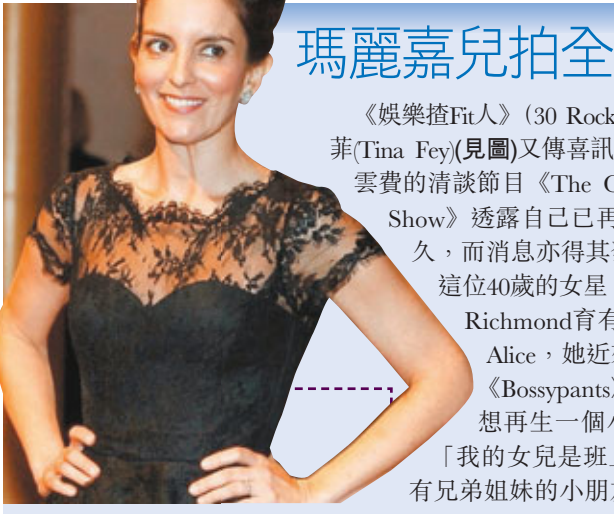 瑪麗嘉兒拍全
《娛樂揸Fit人》(30 Rock
菲(Tina Fey)(見圖)又傳喜訊
雲費的清談節目《The
Show》透露自己已再
久，而消息亦得其
這位40歲的女星
Richmond育有
Alice，她近
《Bossypants》
想再生一個
「我的女兒是班
有兄弟姐妹的小朋